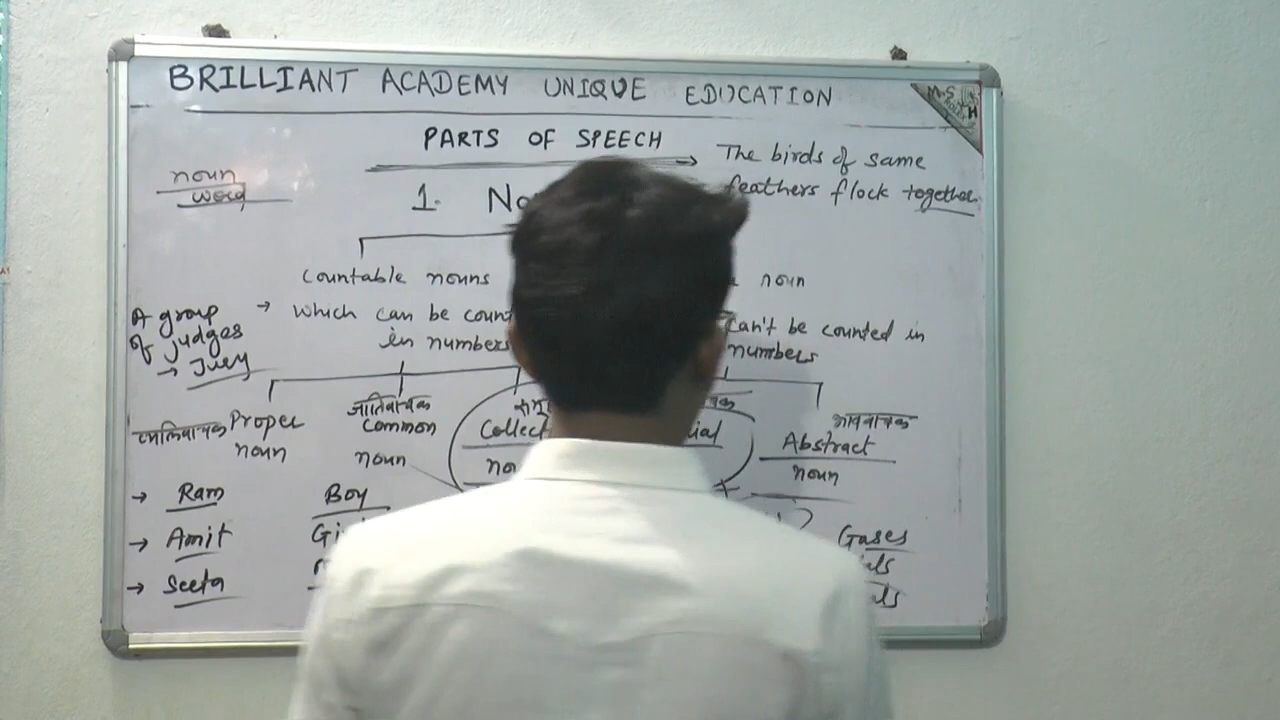 BRILLIANT ACADEMY UNIQUE EDUCATION
M.S
H
PARTS OF SPEECH
The birds of same
feathers flock together.
noun
word
1. No
countable nouns
noun
A group
of judges
→ Jury
→ which can be count
in numbers
can't be counted in
numbers
व्यक्तिवाचक Proper
noun
जातिवाचक
common
noun
समू
Collect
no
चक
ial
भाववाचक
Abstract
noun
→ Ram
Boy
→ Amit
Gi
Gases
→ Seeta
als
als